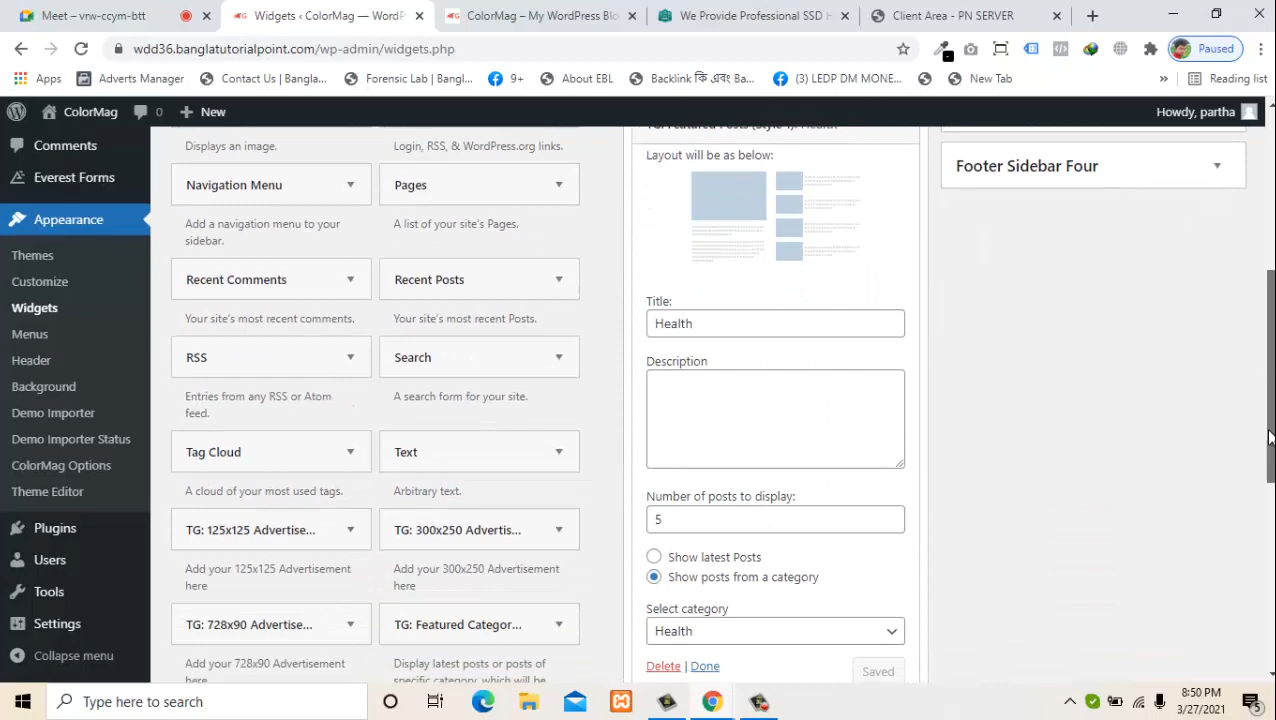 Meet – vrw-ccym-btt
Widgets ‹ ColorMag — WordP
ColorMag – My WordPress Blo
We Provide Professional SSD H
Client Area - PN SERVER
wdd36.banglatutorialpoint.com/wp-admin/widgets.php
Paused
Apps
Adverts Manager
Contact Us | Bangla...
Forensic Lab | Bangl...
9+
About EBL
Backlink কি এবং Ba...
(3) LEDP DM MONE...
New Tab
»
Reading list
ColorMag
0
New
Howdy, partha
Comments
Everest Forms
Appearance
Themes
Customize
Widgets
Menus
Header
Background
Demo Importer
Demo Importer Status
ColorMag Options
Theme Editor
Plugins
Users
Tools
Settings
Collapse menu
Displays an image.
Login, RSS, & WordPress.org links.
Navigation Menu
Pages
Add a navigation menu to your
sidebar.
A list of your site's Pages.
Recent Comments
Recent Posts
Your site's most recent comments.
Your site's most recent Posts.
RSS
Search
Entries from any RSS or Atom
feed.
A search form for your site.
Tag Cloud
Text
A cloud of your most used tags.
Arbitrary text.
TG: 125x125 Advertise...
TG: 300x250 Advertis...
Add your 125x125 Advertisement
here
Add your 300x250 Advertisement
here
TG: 728x90 Advertise...
TG: Featured Categor...
Add your 728x90 Advertisement
here
Display latest posts or posts of
specific category, which will be
TG: Featured Posts (Style 1): Health
Layout will be as below:
Title:
Health
Description
Number of posts to display:
5
Show latest Posts
Show posts from a category
Select category
Health
Delete | Done
Saved
Footer Sidebar Four
Type here to search
8:50 PM
3/27/2021
5